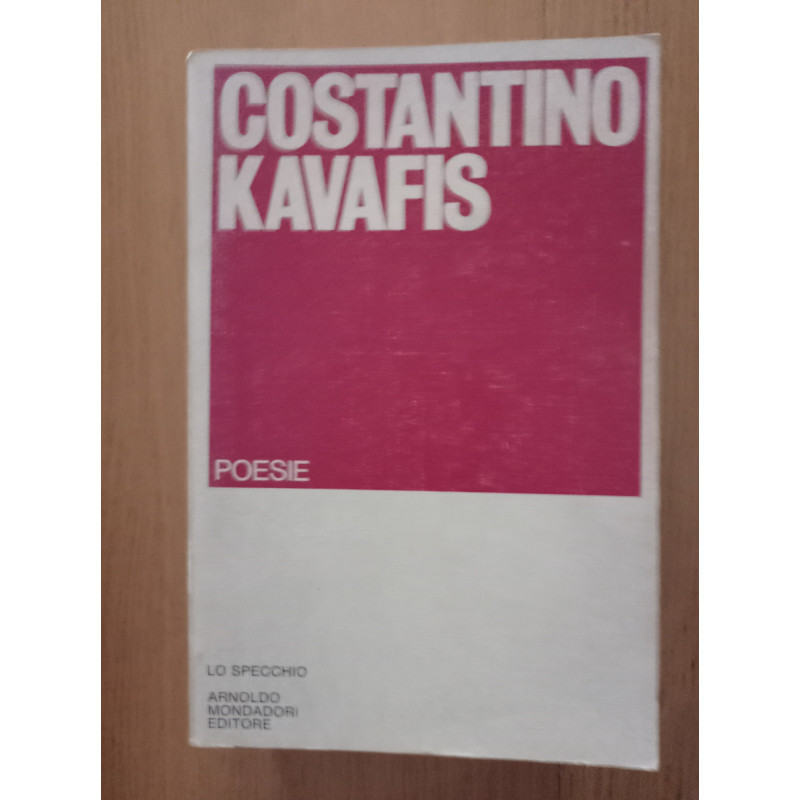 COSTANTINO
KAVAFIS
POESIE
LO SPECCHIO
ARNOLDO
MONDADORI
EDITORE